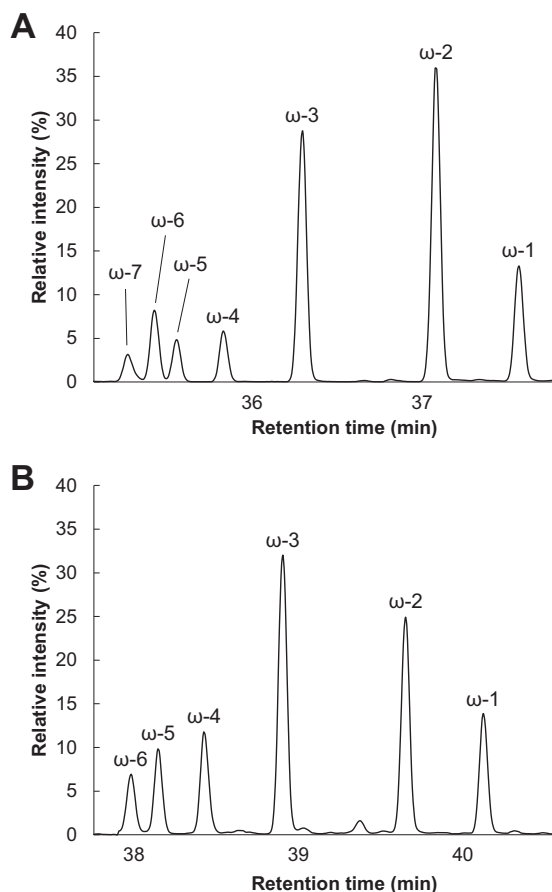 A
Relative intensity (%)
40
35
30
25
20
15
10
5
0
ω-7
ω-6
ω-5
ω-4
ω-3
ω-2
ω-1
36
37
Retention time (min)
B
Relative intensity (%)
40
35
30
25
20
15
10
5
0
ω-6
ω-5
ω-4
ω-3
ω-2
ω-1
38
39
40
Retention time (min)